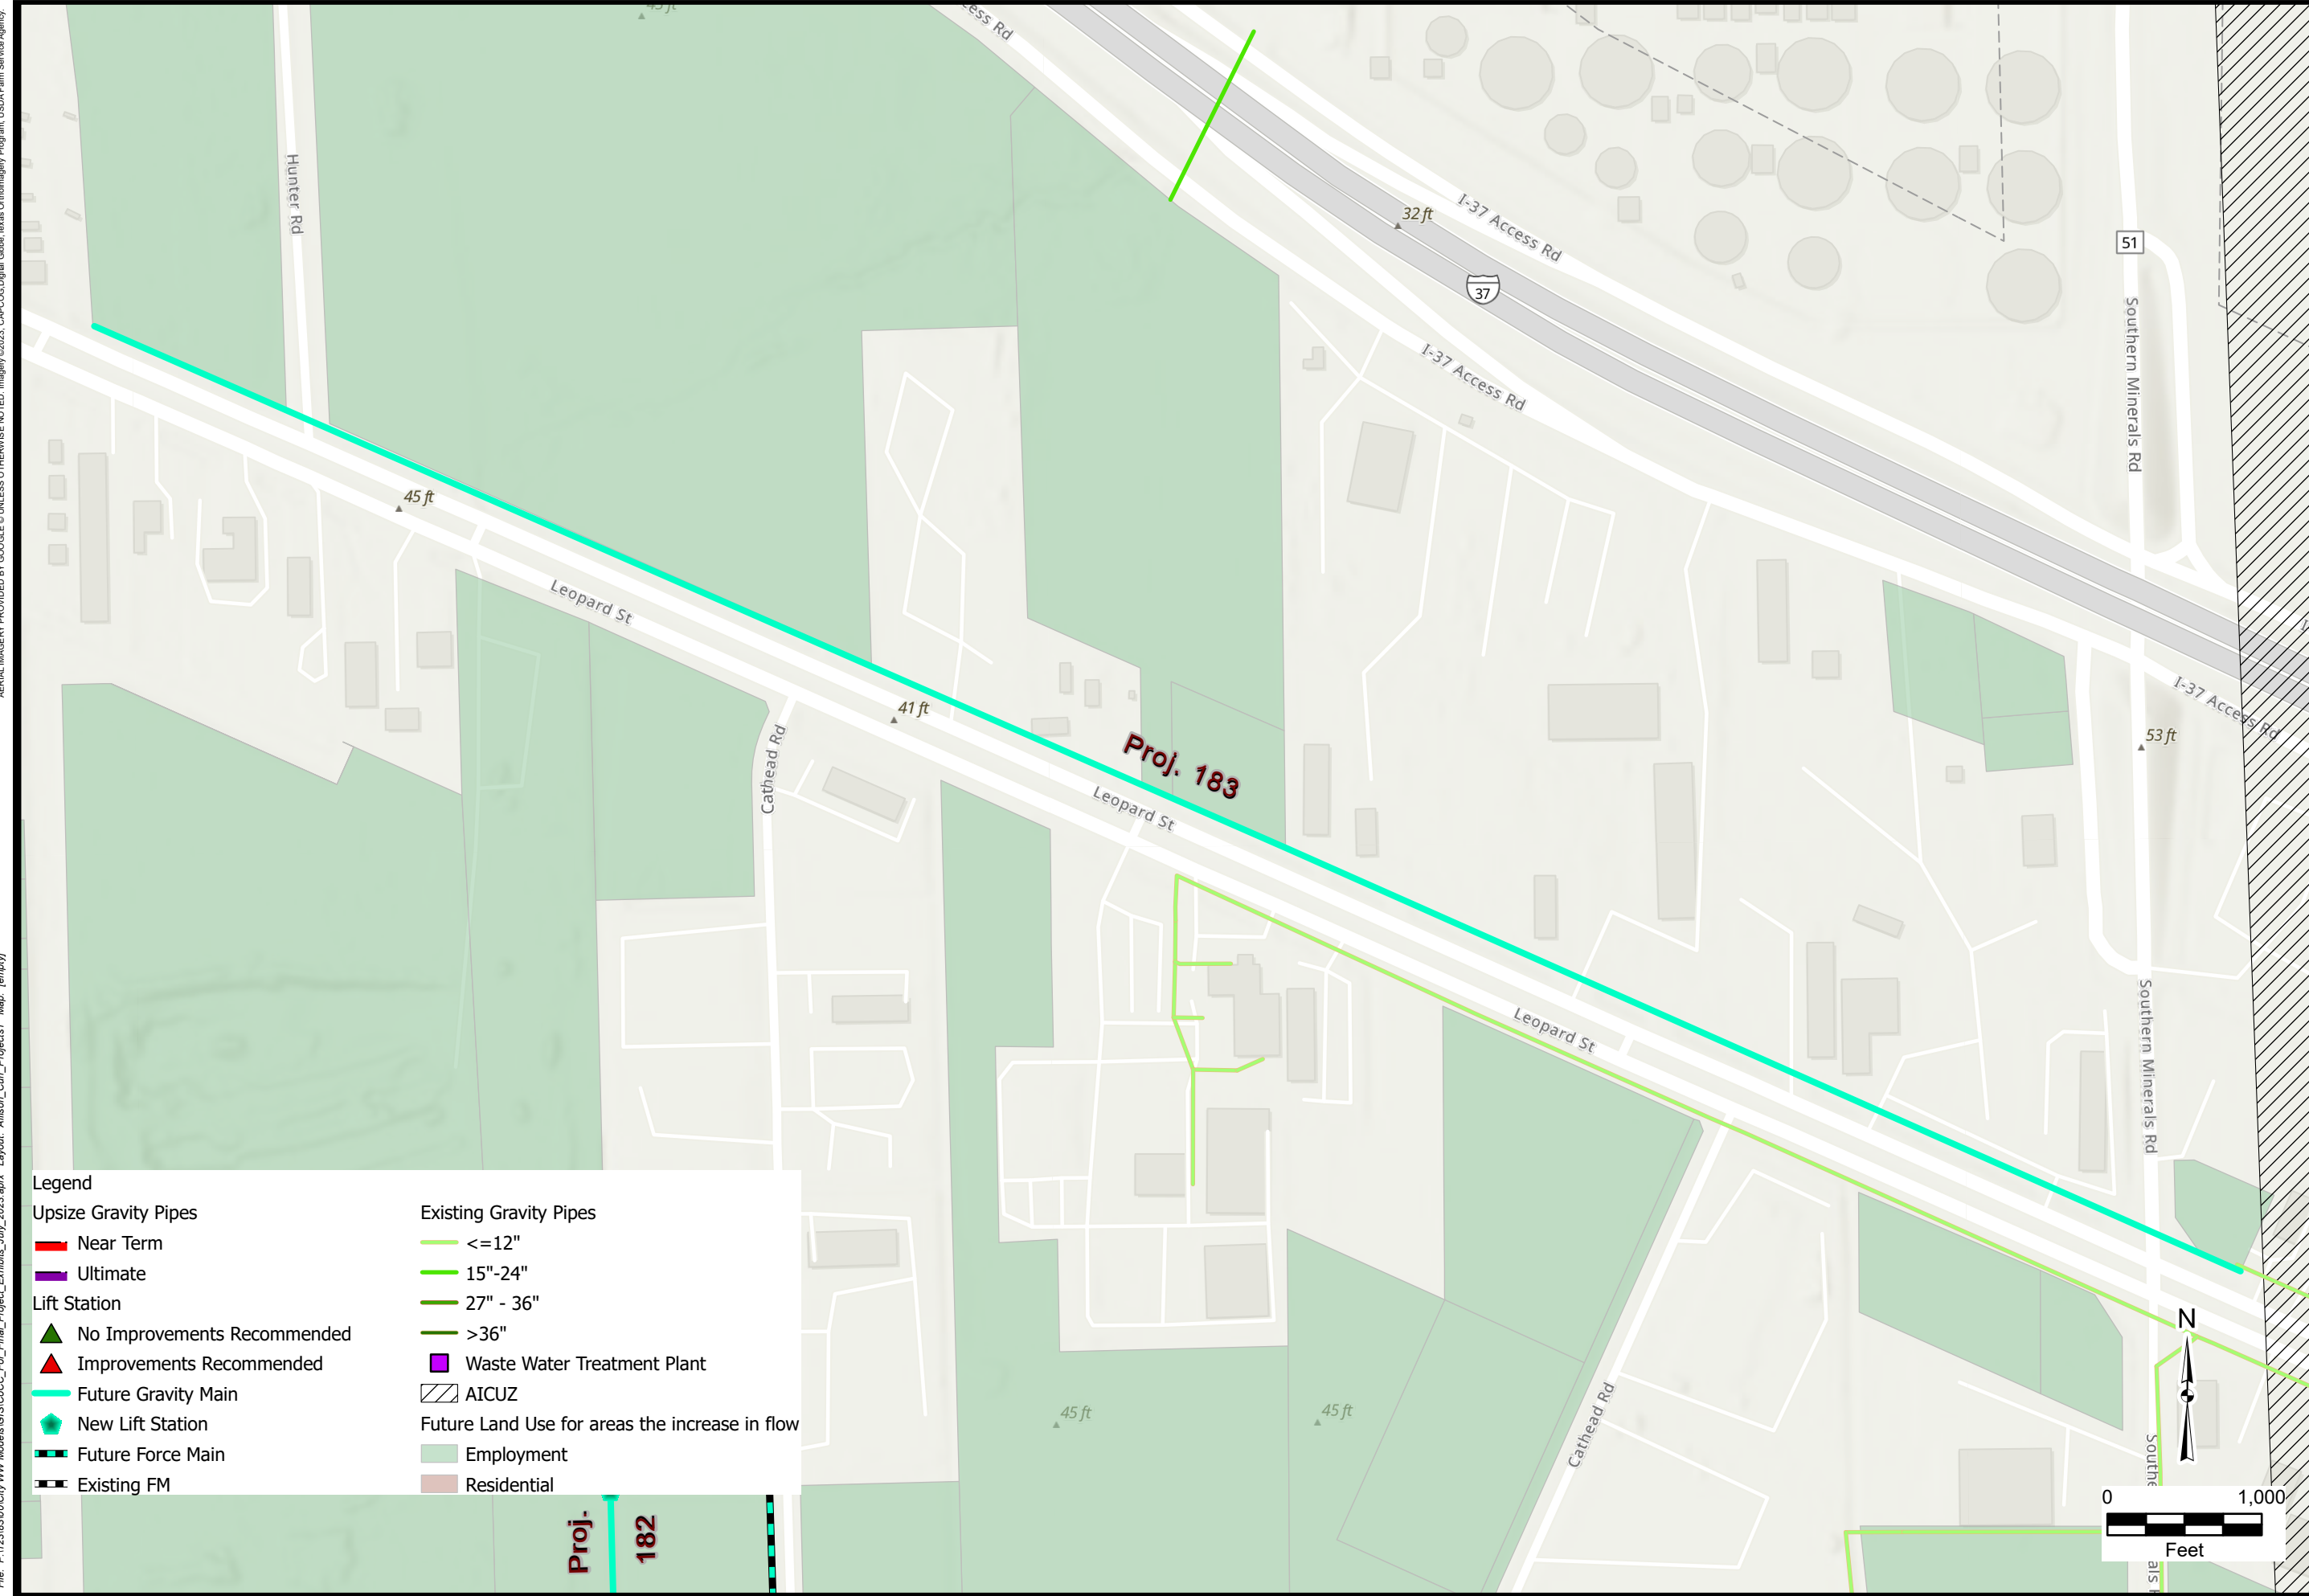 45 ft
cess Rd
Hunter Rd
32 ft
I-37 Access Rd
51
37
Southern Minerals Rd
I-37 Access Rd
45 ft
Leopard St
I-37 Access Rd
41 ft
53 ft
Cathead Rd
Proj. 183
Leopard St
Southern Minerals Rd
Leopard St
Legend
Upsize Gravity Pipes
Near Term
Ultimate
Lift Station
No Improvements Recommended
Improvements Recommended
Future Gravity Main
New Lift Station
Future Force Main
Existing FM
Existing Gravity Pipes
<=12"
15"-24"
27" - 36"
>36"
Waste Water Treatment Plant
AICUZ
Future Land Use for areas the increase in flow
Employment
Residential
45 ft
45 ft
Cathead Rd
N
0 1,000
Feet
Proj.
182